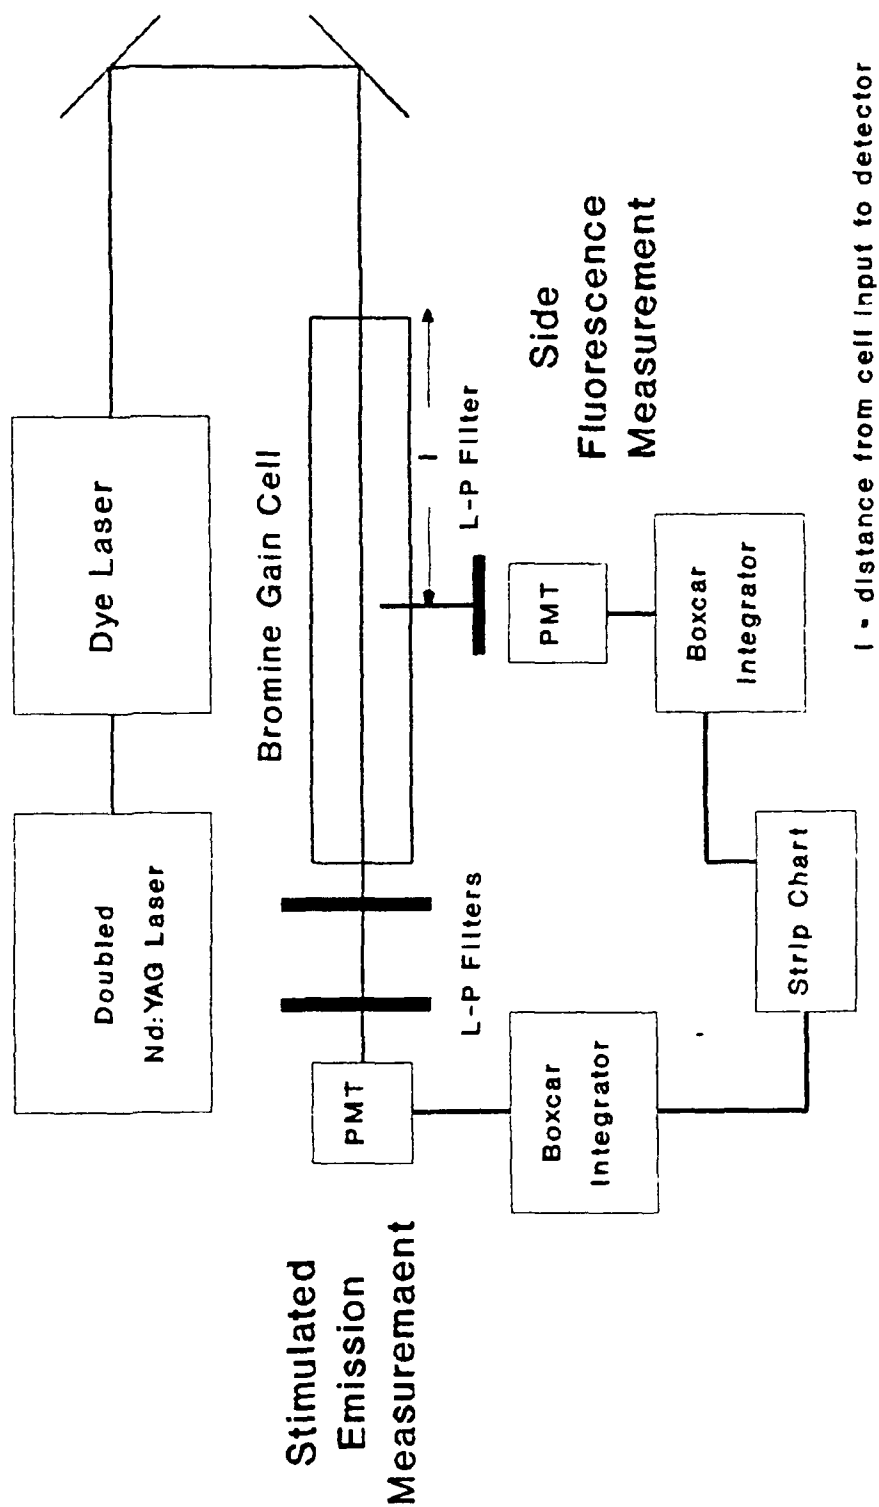 Doubled
Nd:YAG Laser
Dye Laser
Bromine Gain Cell
l
L-P Filters
L-P Filter
PMT
PMT
Boxcar
Integrator
Boxcar
Integrator
Strip Chart
Stimulated
Emission
Measuremaent
Side
Fluorescence
Measurement
l - distance from cell input to detector